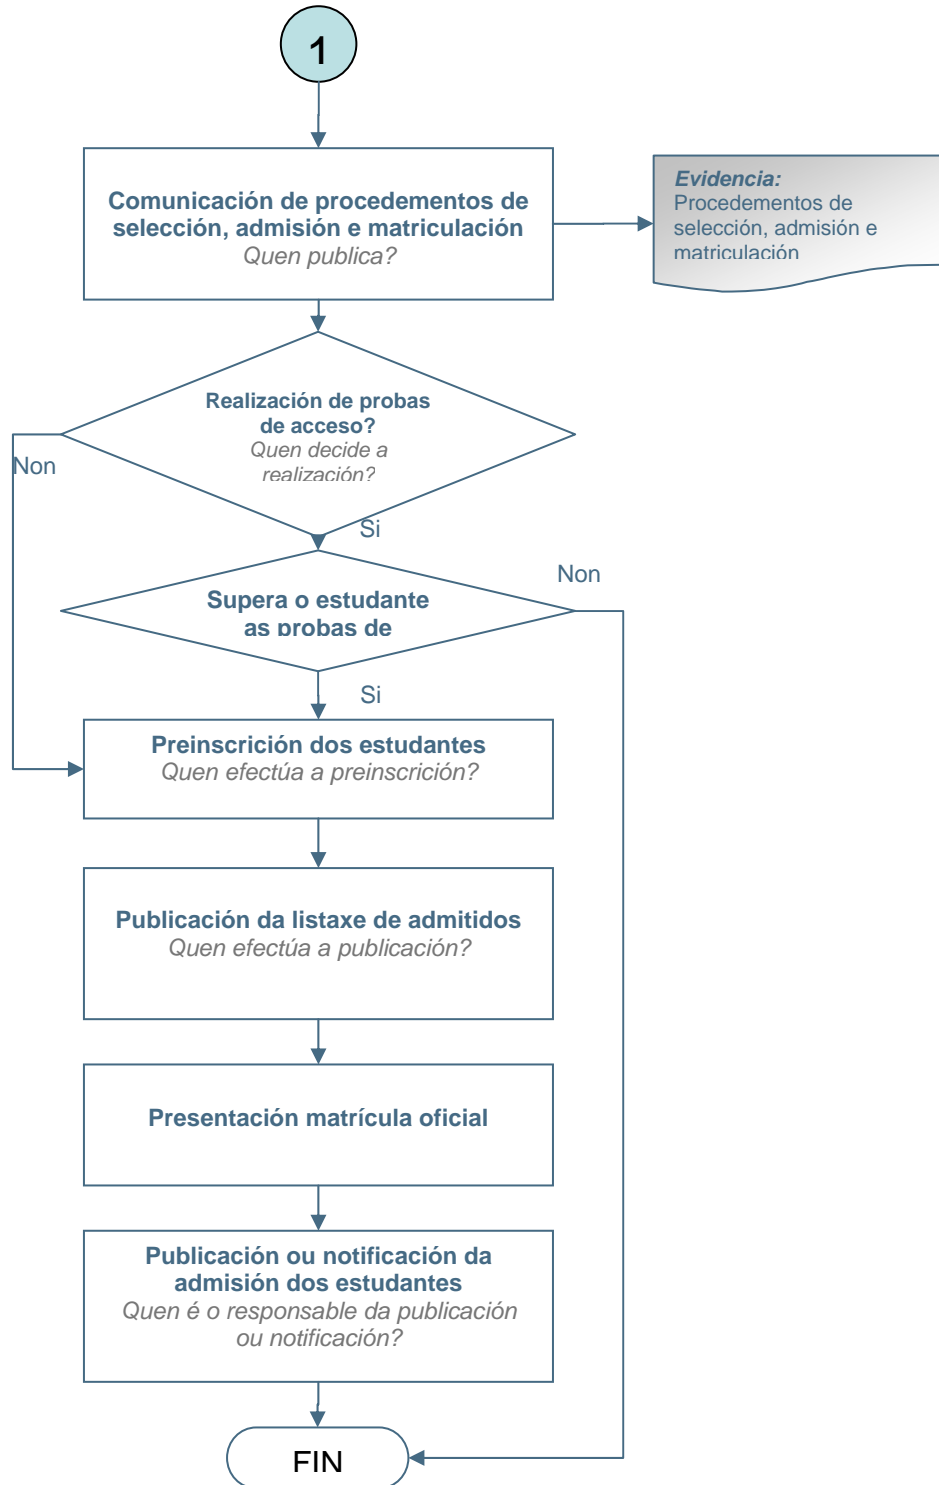 1
Comunicación de procedementos de
selección, admisión e matriculación
Quen publica?
Evidencia:
Procedementos de
selección, admisión e
matriculación
Realización de probas
de acceso?
Quen decide a
realización?
Non
Si
Non
Supera o estudante
as probas de
Si
Preinscrición dos estudantes
Quen efectúa a preinscrición?
Publicación da listaxe de admitidos
Quen efectúa a publicación?
Presentación matrícula oficial
Publicación ou notificación da
admisión dos estudantes
Quen é o responsable da publicación
ou notificación?
FIN